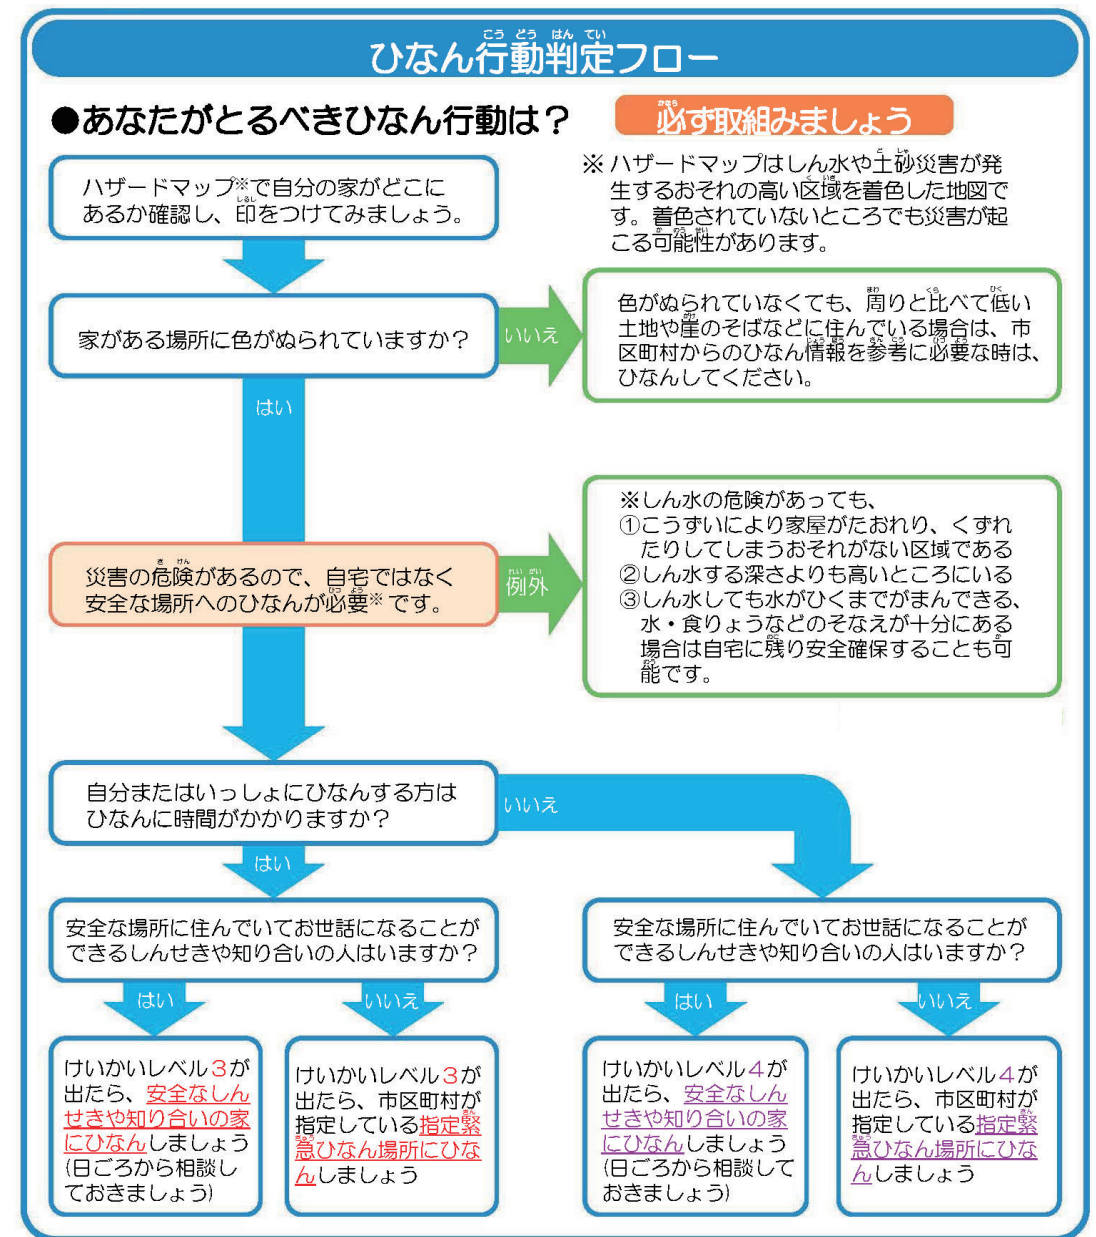 ひなん行動判定フロー
●あなたがとるべきひなん行動は？
必ず取組みましょう
ハザードマップ※で自分の家がどこに
あるか確認し、印をつけてみましょう。
※ハザードマップはしん水や土砂災害が発
生するおそれの高い区域を着色した地図で
す。着色されていないところでも災害が起
こる可能性があります。
家がある場所に色がぬられていますか？
いいえ
色がぬられていなくても、周りと比べて低い
土地や崖のそばなどに住んでいる場合は、市
区町村からのひなん情報を参考に必要な時は、
ひなんしてください。
はい
災害の危険があるので、自宅ではなく
安全な場所へのひなんが必要※です。
例外
※しん水の危険があっても、
①こうずいにより家屋がたおれり、くずれ
たりしてしまうおそれがない区域である
②しん水する深さよりも高いところにいる
③しん水しても水がひくまでがまんできる、
水・食りょうなどのそなえが十分にある
場合は自宅に残り安全確保することも可
能です。
自分またはいっしょにひなんする方は
ひなんに時間がかかりますか？
いいえ
はい
安全な場所に住んでいてお世話になることが
できるしんせきや知り合いの人はいますか？
安全な場所に住んでいてお世話になることが
できるしんせきや知り合いの人はいますか？
はい
いいえ
はい
いいえ
けいかいレベル３が
出たら、安全なしん
せきや知り合いの家
にひなんしましょう
(日ごろから相談し
ておきましょう)
けいかいレベル３が
出たら、市区町村が
指定している指定緊
急ひなん場所にひな
んしましょう
けいかいレベル４が
出たら、安全なしん
せきや知り合いの家
にひなんしましょう
(日ごろから相談して
おきましょう)
けいかいレベル４が
出たら、市区町村が
指定している指定緊
急ひなん場所にひな
んしましょう